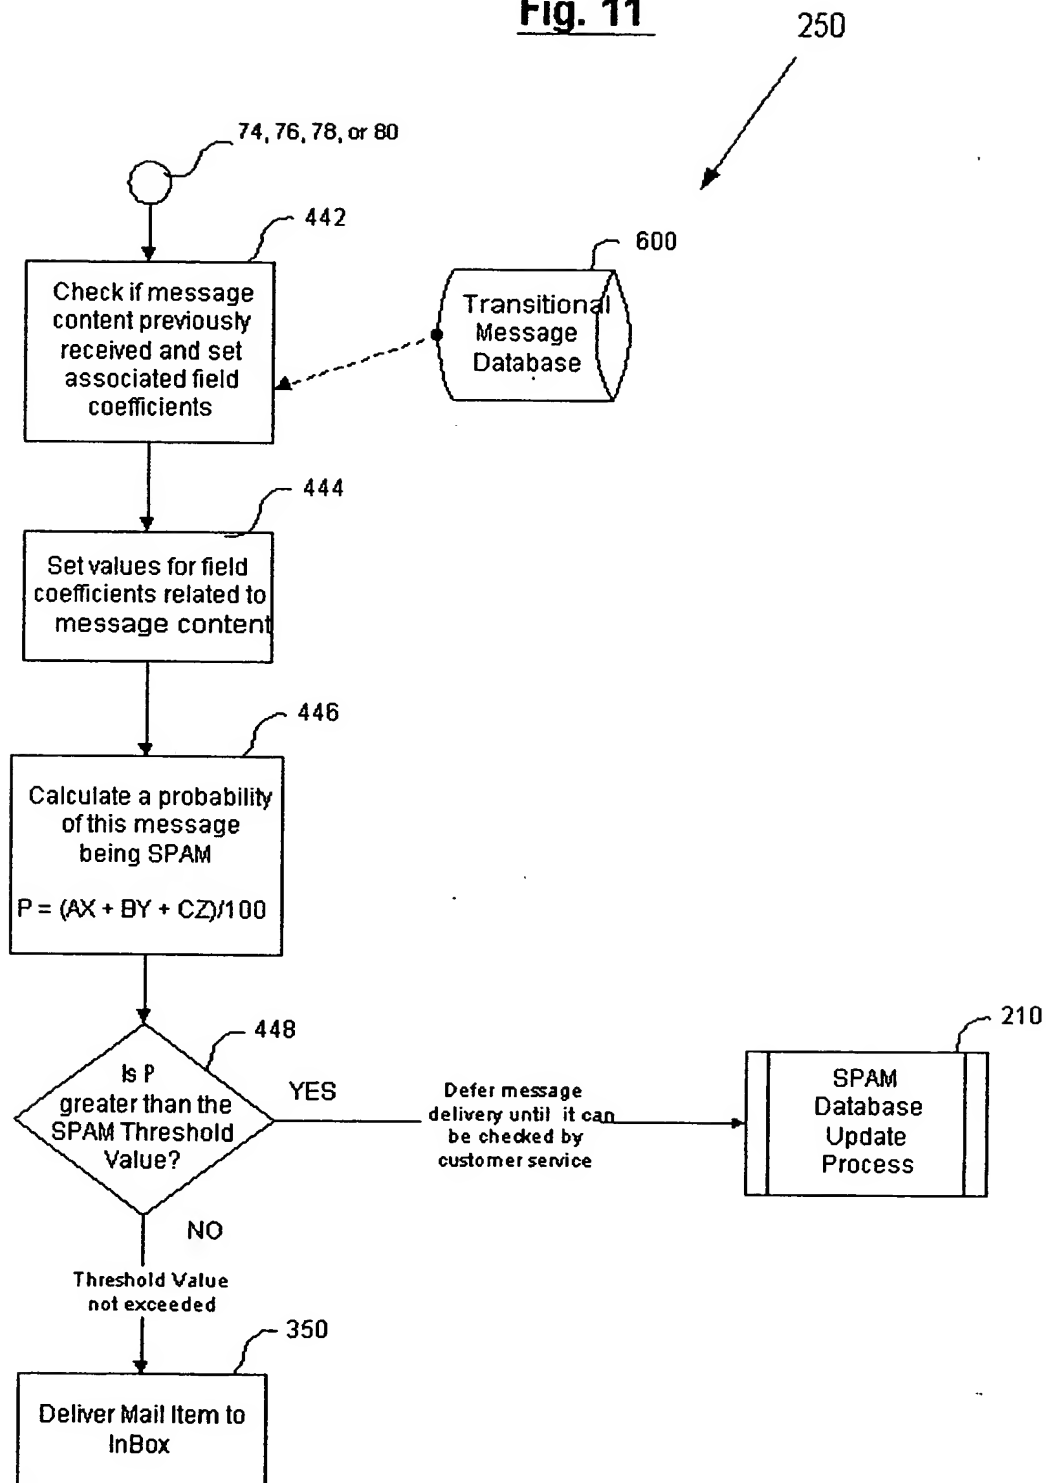 Fig. 11
250
74, 76, 78, or 80
442
600
Check if message
content previously
received and set
associated field
coefficients
Transitional
Message
Database
444
Set values for field
coefficients related to
message content
446
Calculate a probability
of this message
being SPAM
P = (AX + BY + CZ)/100
448
Is P
greater than the
SPAM Threshold
Value?
YES
Defer message
delivery until it can
be checked by
customer service
210
SPAM
Database
Update
Process
NO
Threshold Value
not exceeded
350
Deliver Mail Item to
InBox